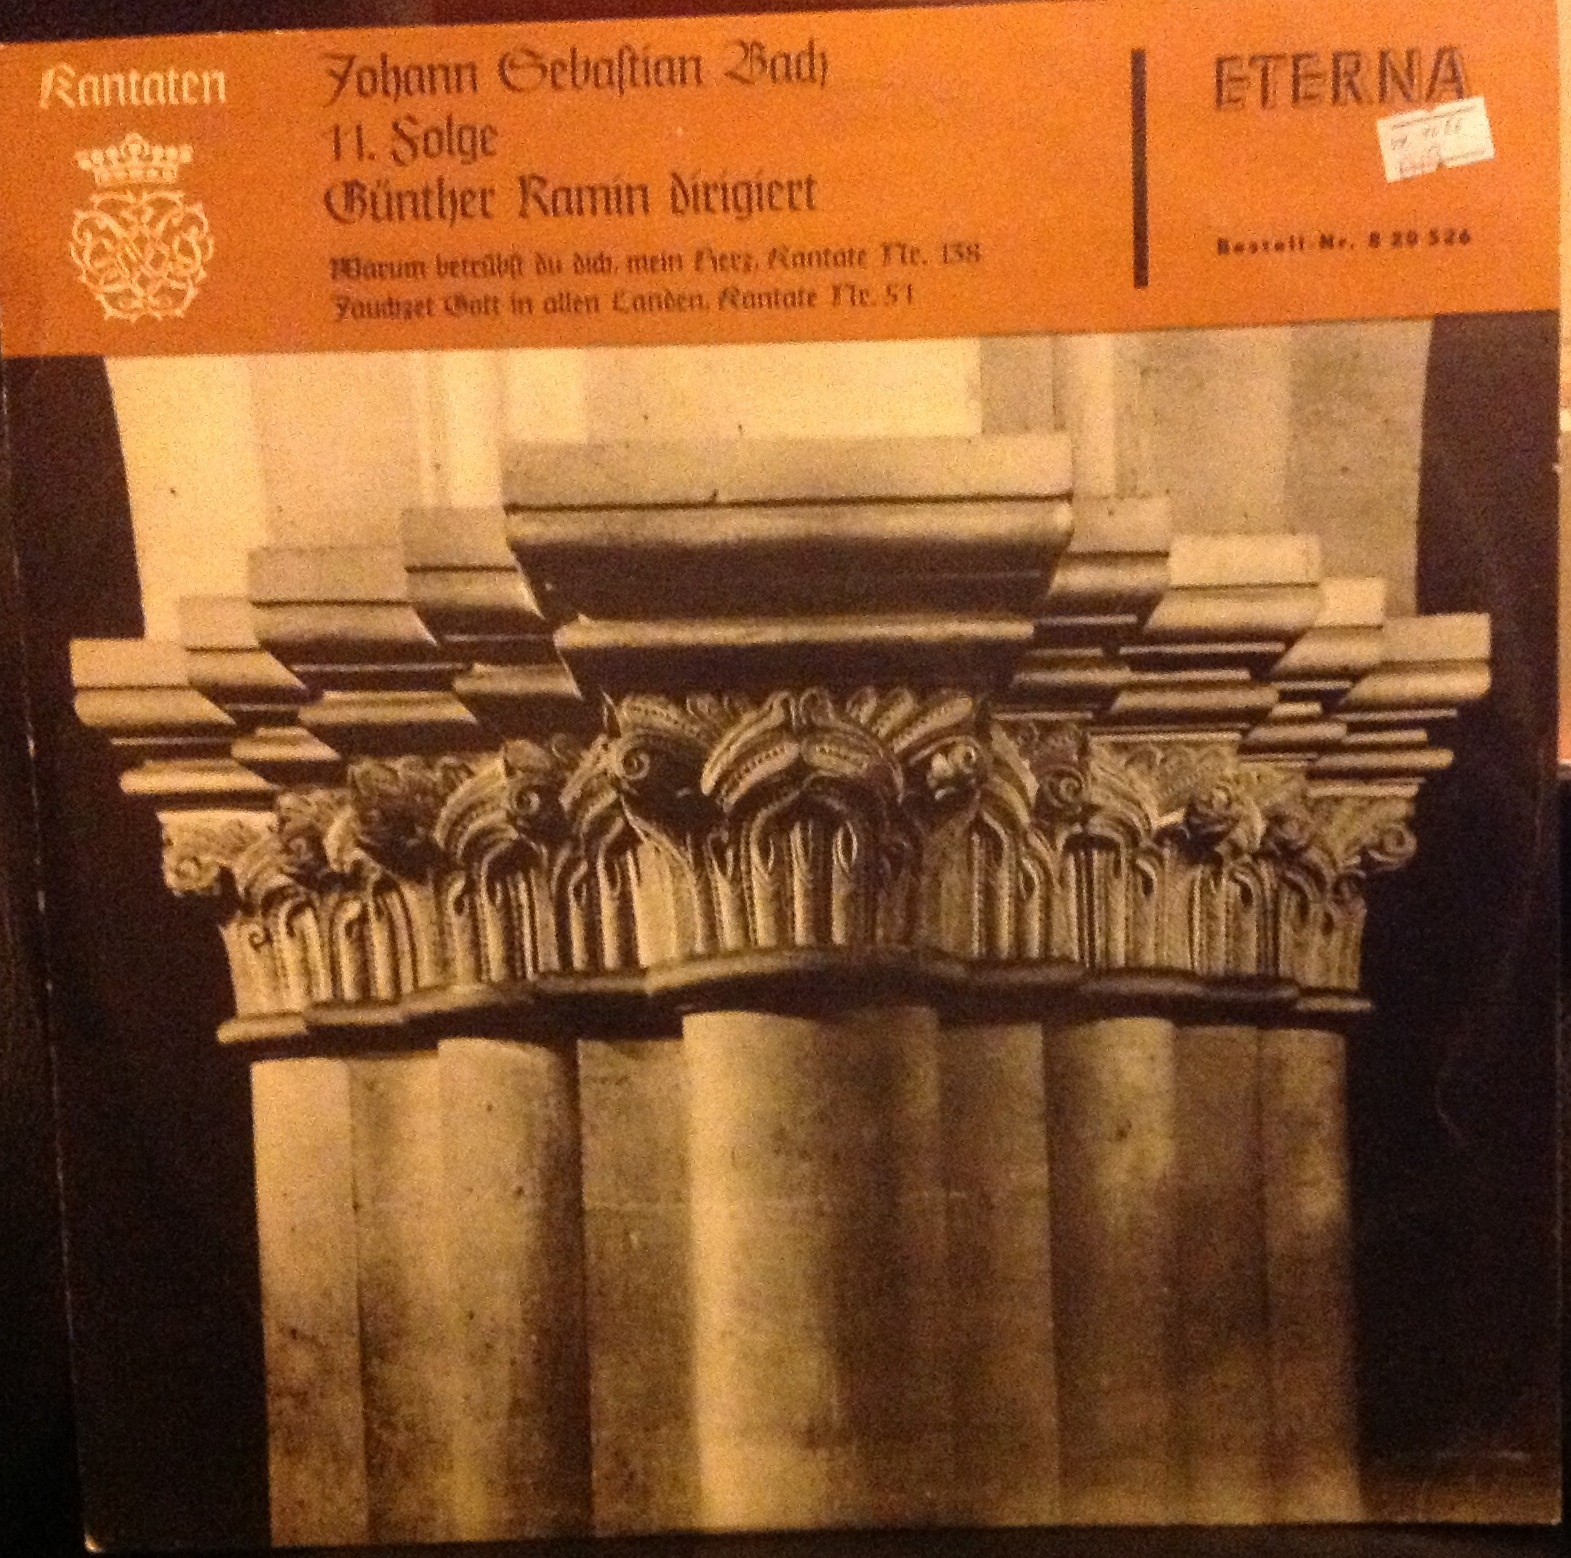 Kantaten
Johann Sebastian Bach
11. Folge
Günther Ramin dirigiert
Warum betrübst du dich, mein Herz, Kantate Nr. 138
Jauchzet Gott in allen Landen, Kantate Nr. 51
ETERNA
Bestell-Nr. 8 20 526